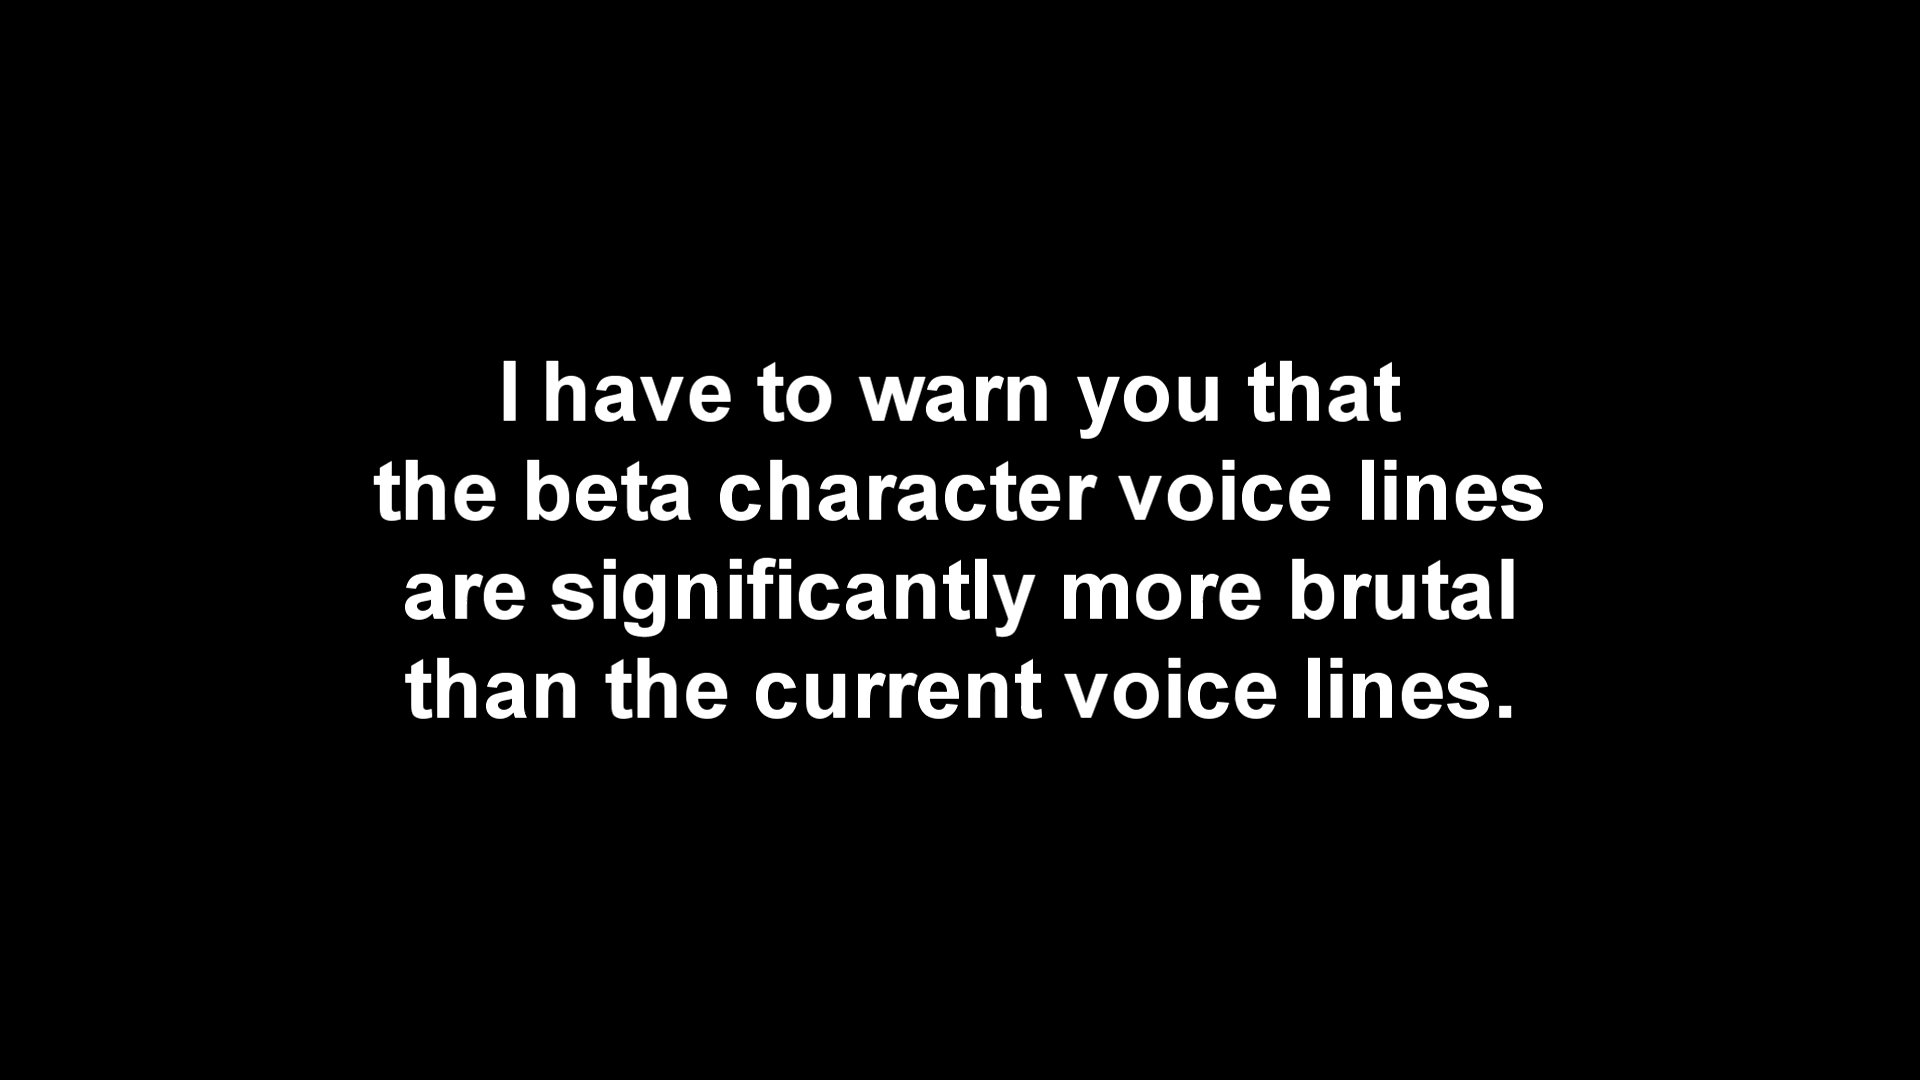 I have to warn you that
the beta character voice lines
are significantly more brutal
than the current voice lines.